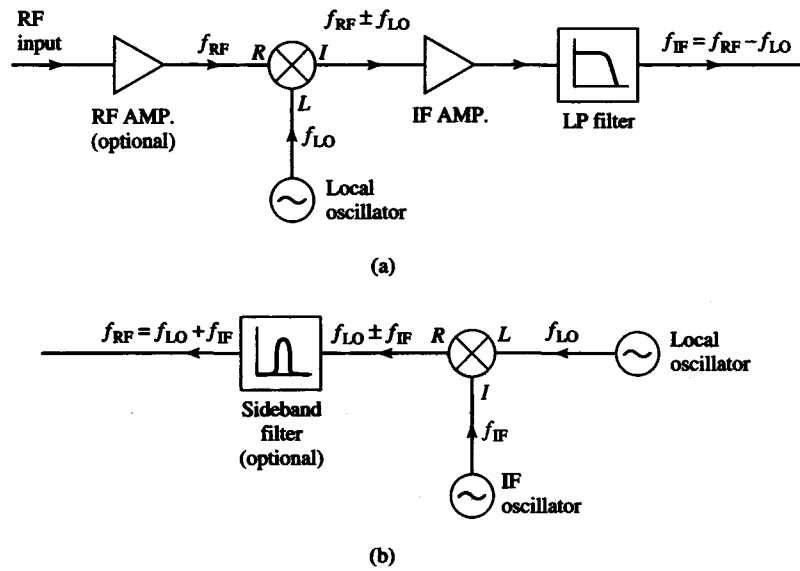 RF
input
f_RF
R
I
f_RF ± f_LO
f_IF = f_RF − f_LO
L
f_LO
RF AMP.
(optional)
IF AMP.
LP filter
Local
oscillator
(a)
f_RF = f_LO + f_IF
f_LO ± f_IF
R
L
f_LO
Local
oscillator
I
f_IF
Sideband
filter
(optional)
IF
oscillator
(b)